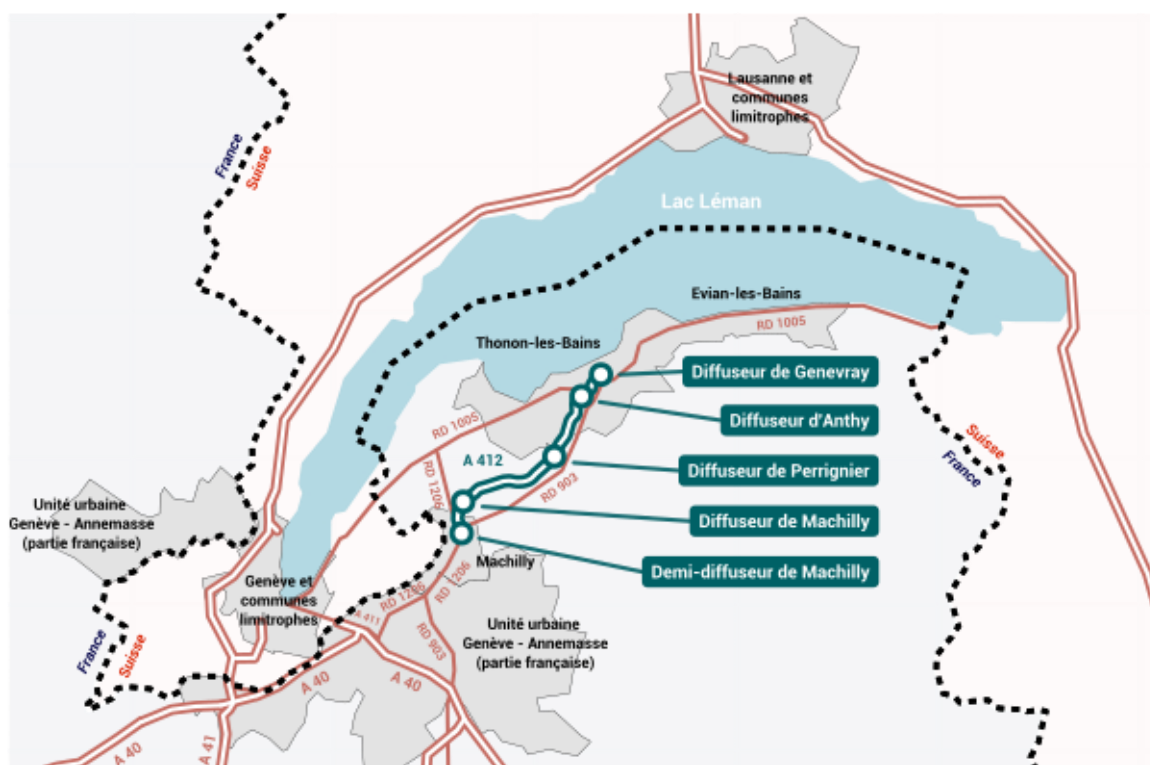 Lausanne et
communes
limitrophes
France
Suisse
Lac Léman
Evian-les-Bains
RD 1005
Thonon-les-Bains
Diffuseur de Genevray
Diffuseur d'Anthy
RD 1005
A 412
Diffuseur de Perrignier
RD 1206
RD 903
Suisse
France
Unité urbaine
Genève - Annemasse
(partie française)
Diffuseur de Machilly
Machilly
Demi-diffuseur de Machilly
Genève et
communes
limitrophes
RD 1206
RD 1206
A 411
Unité urbaine
Genève - Annemasse
(partie française)
RD 903
France
Suisse
A 40
A 40
A 40
A 41